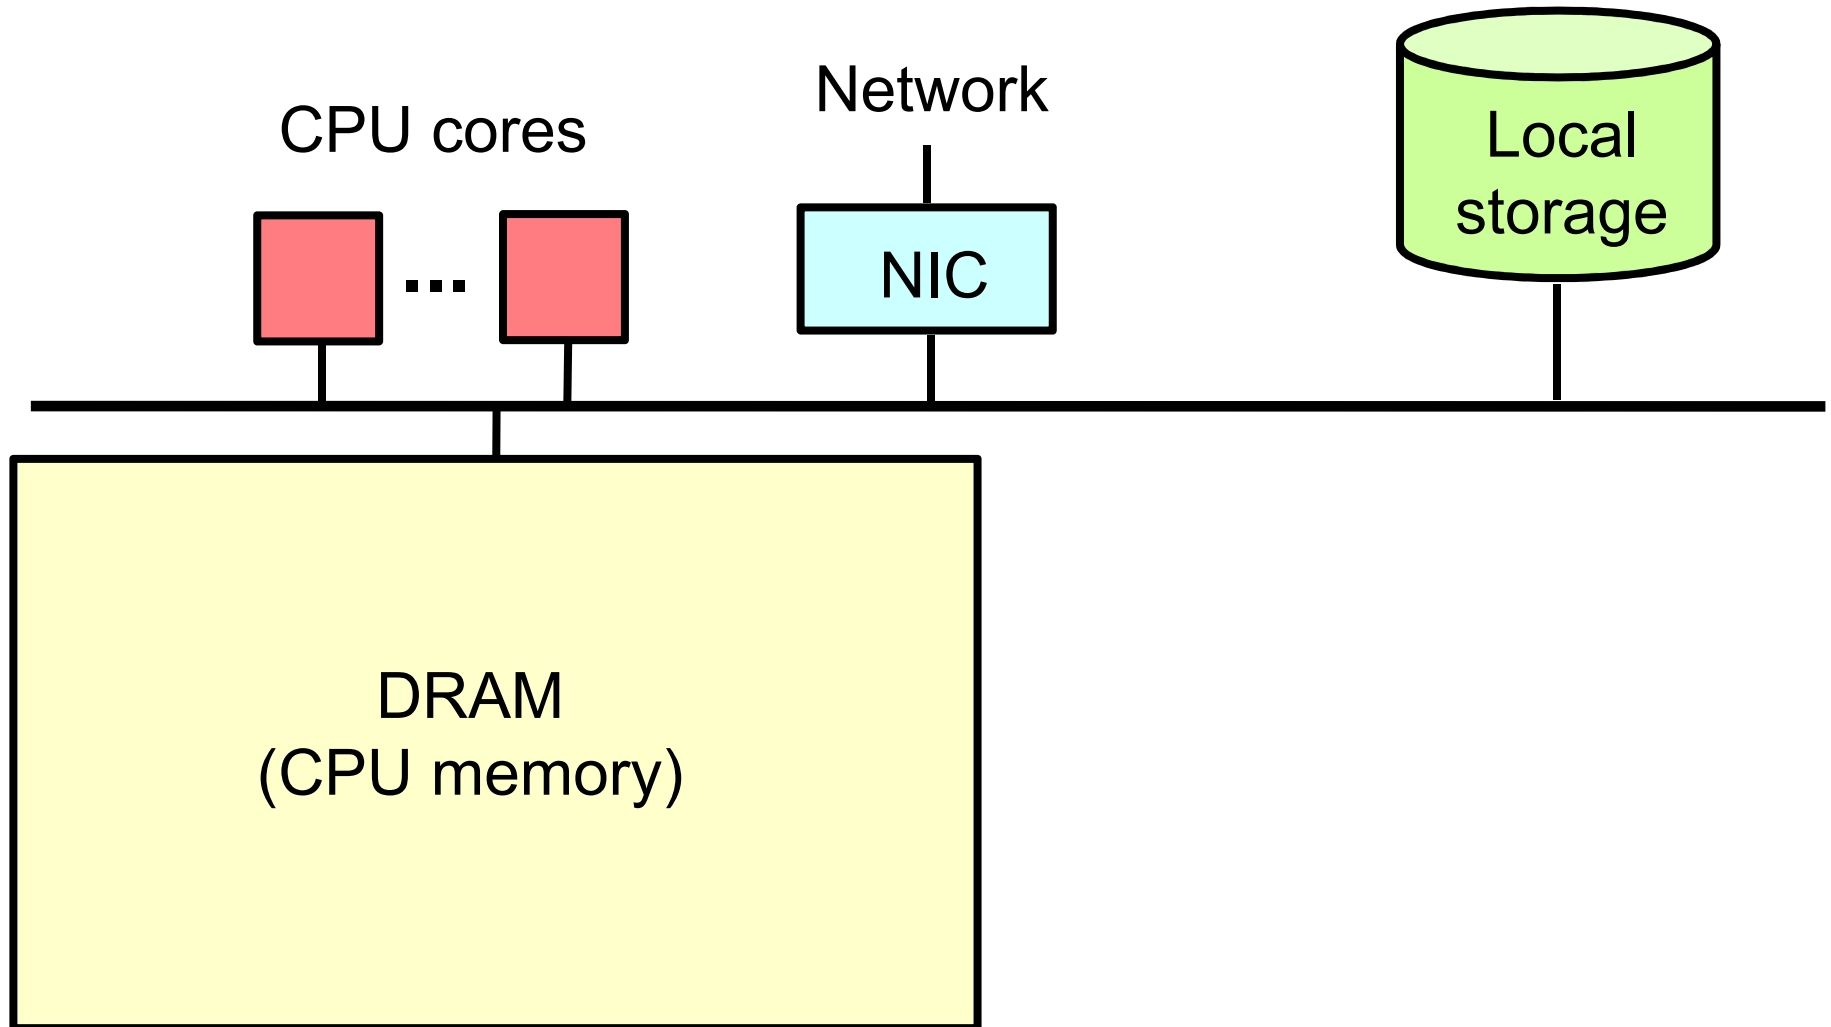 CPU cores
Network
NIC
Local
storage
DRAM
(CPU memory)